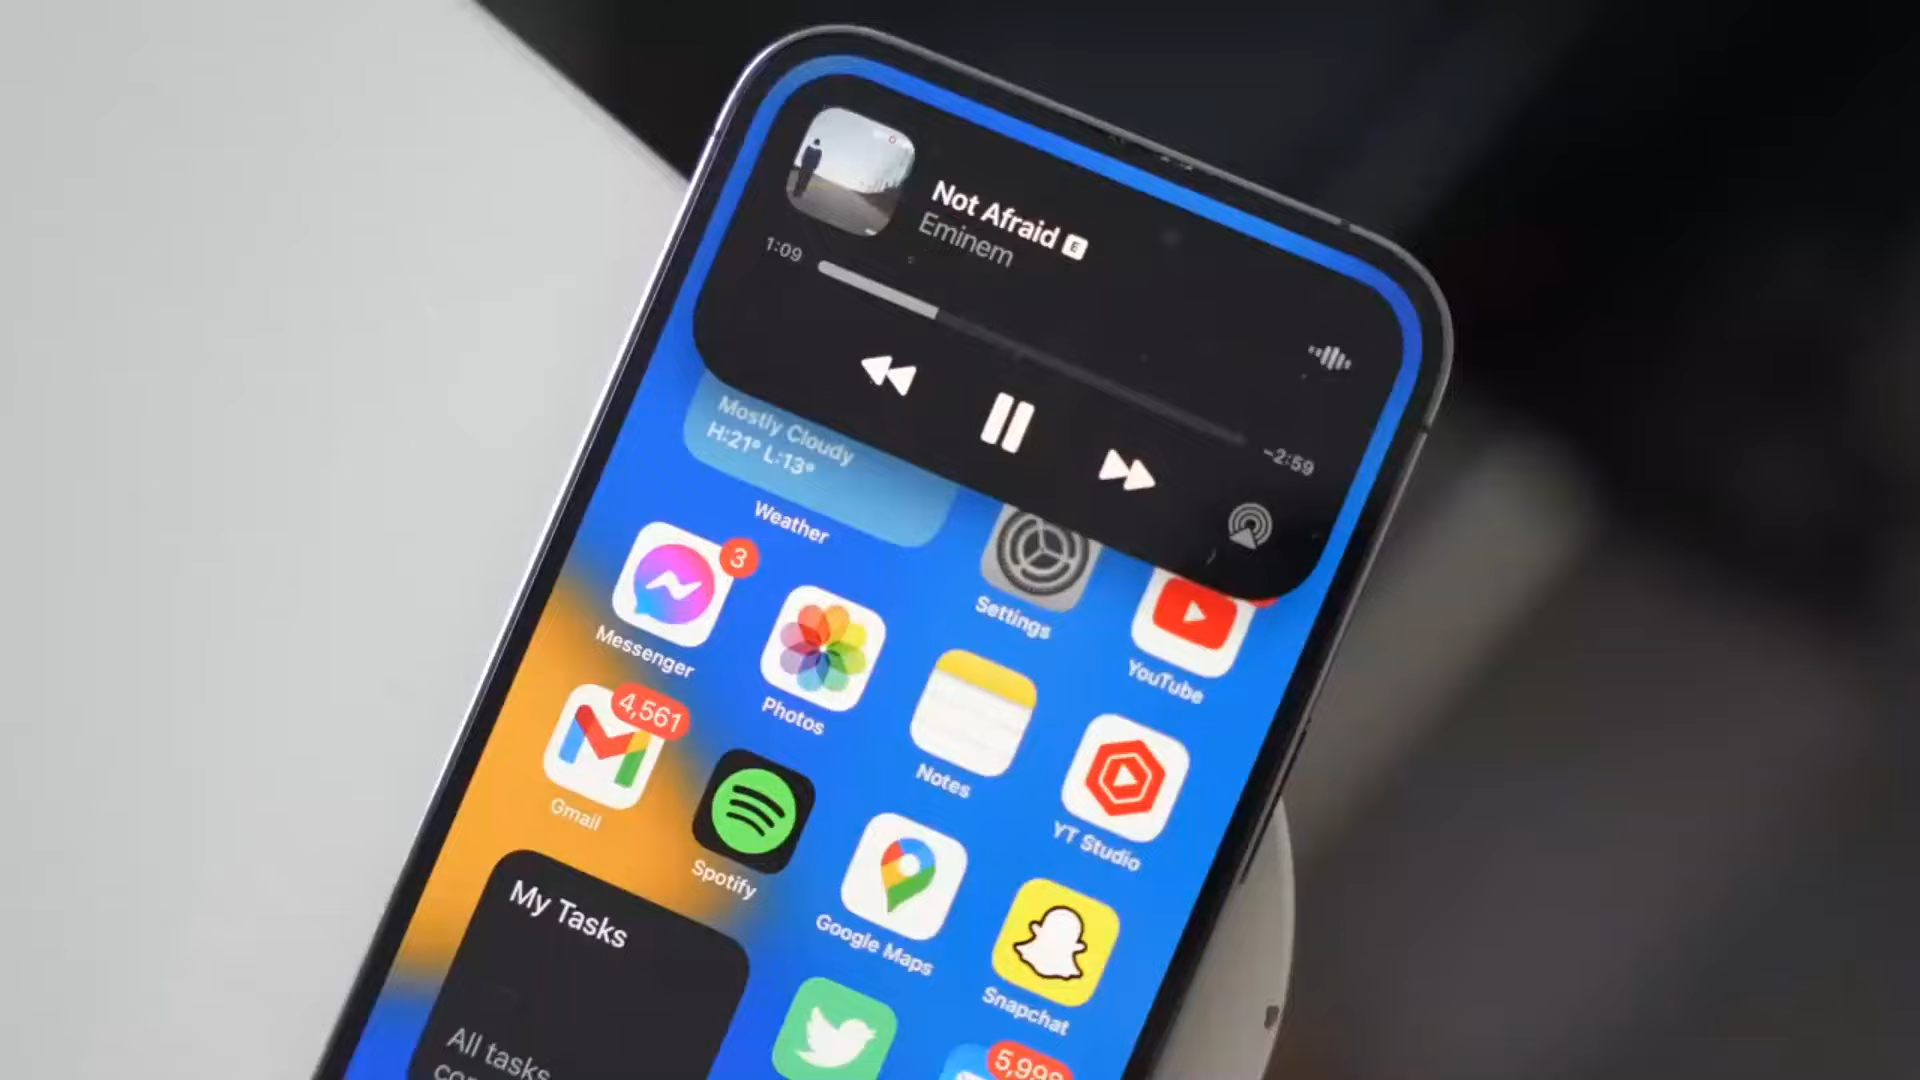 Not Afraid E
Eminem
1:09
-2:59
Mostly Cloudy
H:21° L:13°
Weather
Settings
YouTube
3
Messenger
Photos
Notes
YT Studio
4,561
Gmail
Spotify
Google Maps
Snapchat
My Tasks
All tasks
5,998